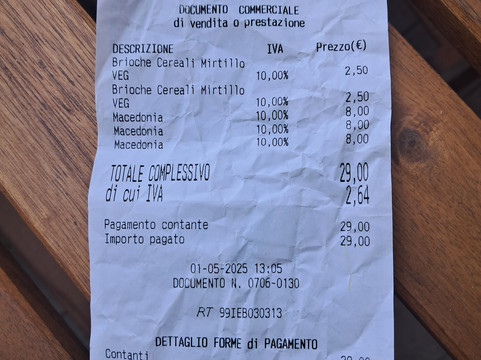 DOCUMENTO COMMERCIALE
di vendita o prestazione
DESCRIZIONE IVA Prezzo(€)
Brioche Cereali Mirtillo
VEG 10,00% 2,50
Brioche Cereali Mirtillo
VEG 10,00% 2,50
Macedonia 10,00% 8,00
Macedonia 10,00% 8,00
Macedonia 10,00% 8,00
TOTALE COMPLESSIVO 29,00
di cui IVA 2,64
Pagamento contante 29,00
Importo pagato 29,00
01-05-2025 13:05
DOCUMENTO N. 0706-0130
RT 99IEB030313
DETTAGLIO FORME di PAGAMENTO
Contanti 29,00